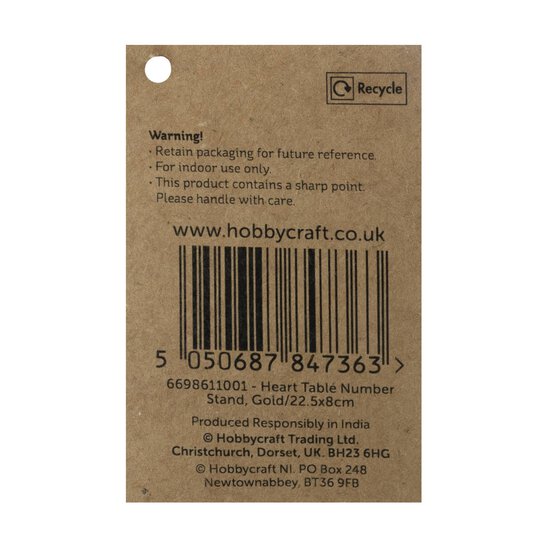 Recycle
Warning!
• Retain packaging for future reference.
• For indoor use only.
• This product contains a sharp point.
Please handle with care.
www.hobbycraft.co.uk
5 050687 847363 >
6698611001 - Heart Table Number
Stand, Gold/22.5x8cm
Produced Responsibly in India
© Hobbycraft Trading Ltd.
Christchurch, Dorset, UK. BH23 6HG
© Hobbycraft NI. PO Box 248
Newtownabbey, BT36 9FB